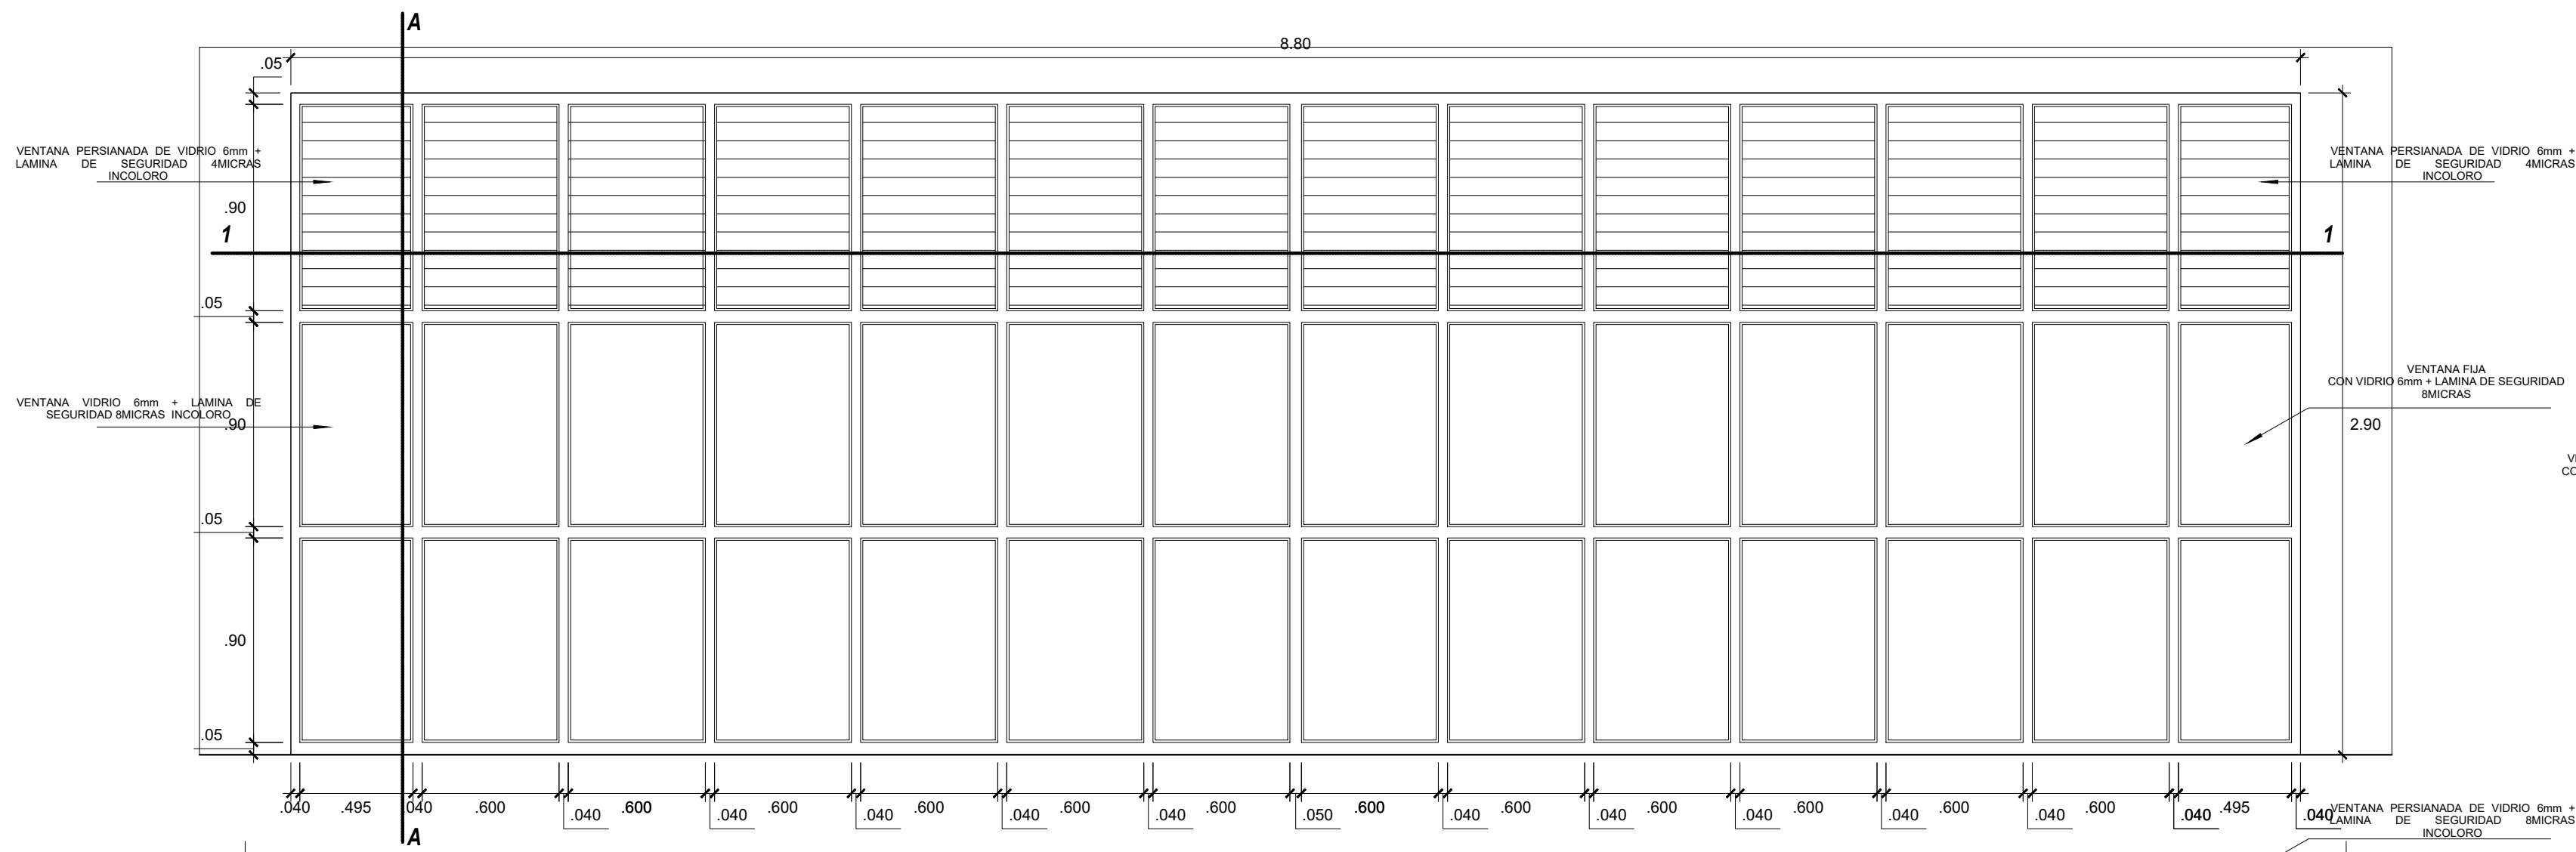 A
8.80
.05
VENTANA PERSIANADA DE VIDRIO 6mm +
LAMINA DE SEGURIDAD 4MICRAS
INCOLORO
VENTANA PERSIANADA DE VIDRIO 6mm +
LAMINA DE SEGURIDAD 4MICRAS
INCOLORO
.90
1
1
.05
VENTANA FIJA
CON VIDRIO 6mm + LAMINA DE SEGURIDAD
8MICRAS
VENTANA VIDRIO 6mm + LAMINA DE
SEGURIDAD 8MICRAS INCOLORO
.90
2.90
.05
.90
.05
.040 .495 .040 .600 .040 .600 .040 .600 .040 .600 .040 .600 .040 .600 .050 .600 .040 .600 .040 .600 .040 .600 .040 .600 .040 .600 .040 .495 .040
VENTANA PERSIANADA DE VIDRIO 6mm +
LAMINA DE SEGURIDAD 8MICRAS
INCOLORO
A